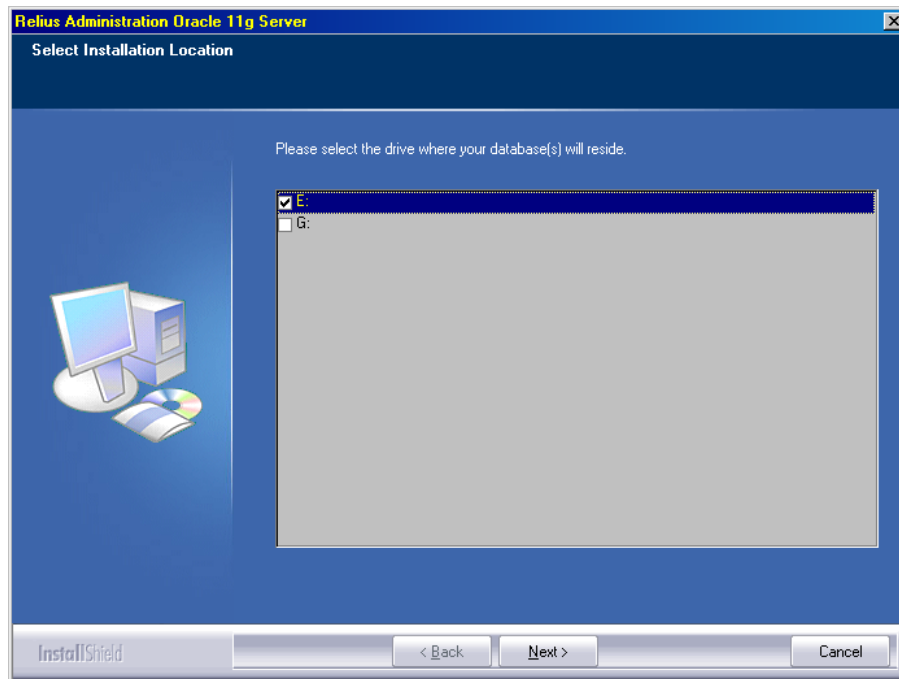 Relius Administration Oracle 11g Server
Select Installation Location
Please select the drive where your database(s) will reside.
E:
G:
InstallShield
< Back
Next >
Cancel